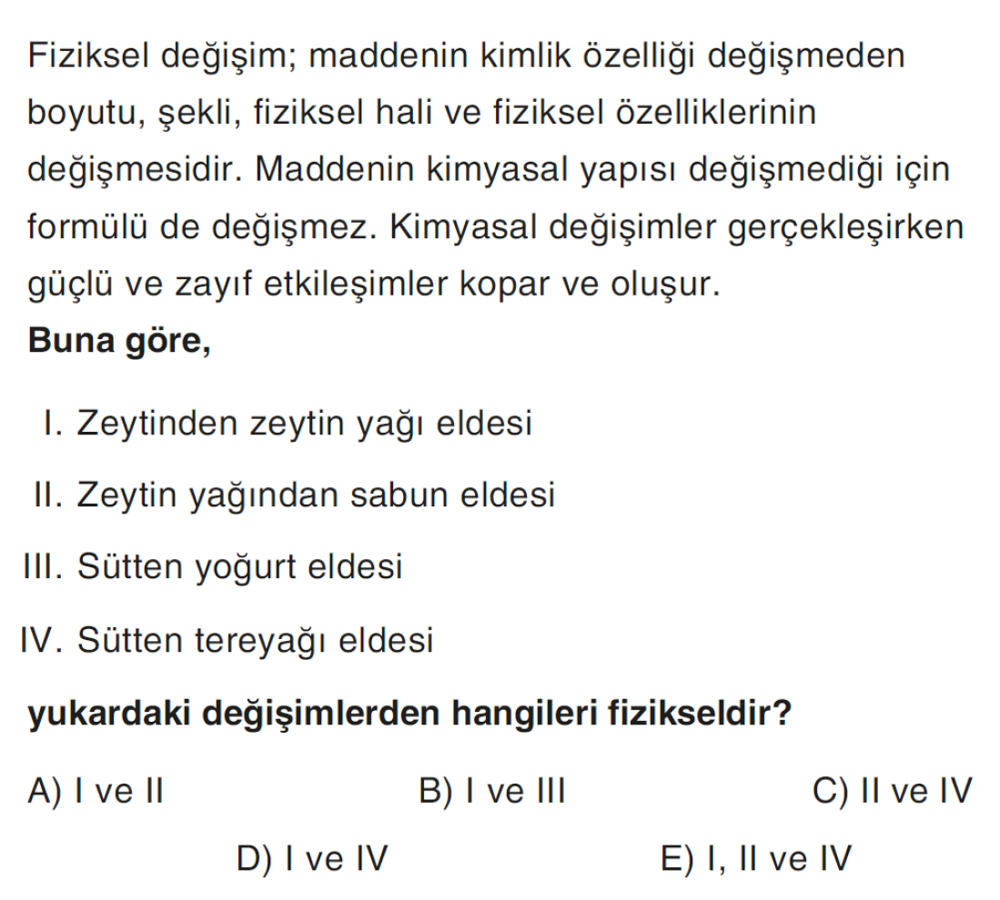 Fiziksel değişim; maddenin kimlik özelliği değişmeden
boyutu, şekli, fiziksel hali ve fiziksel özelliklerinin
değişmesidir. Maddenin kimyasal yapısı değişmediği için
formülü de değişmez. Kimyasal değişimler gerçekleşirken
güçlü ve zayıf etkileşimler kopar ve oluşur.
Buna göre,
I. Zeytinden zeytin yağı eldesi
II. Zeytin yağından sabun eldesi
III. Sütten yoğurt eldesi
IV. Sütten tereyağı eldesi
yukardaki değişimlerden hangileri fizikseldir?
A) I ve II B) I ve III C) II ve IV
D) I ve IV E) I, II ve IV